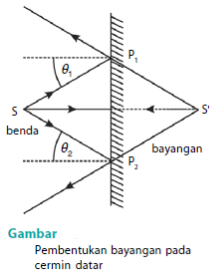 P₁
θ₁
S
S'
benda
θ₂
P₂
bayangan
Gambar
Pembentukan bayangan pada
cermin datar